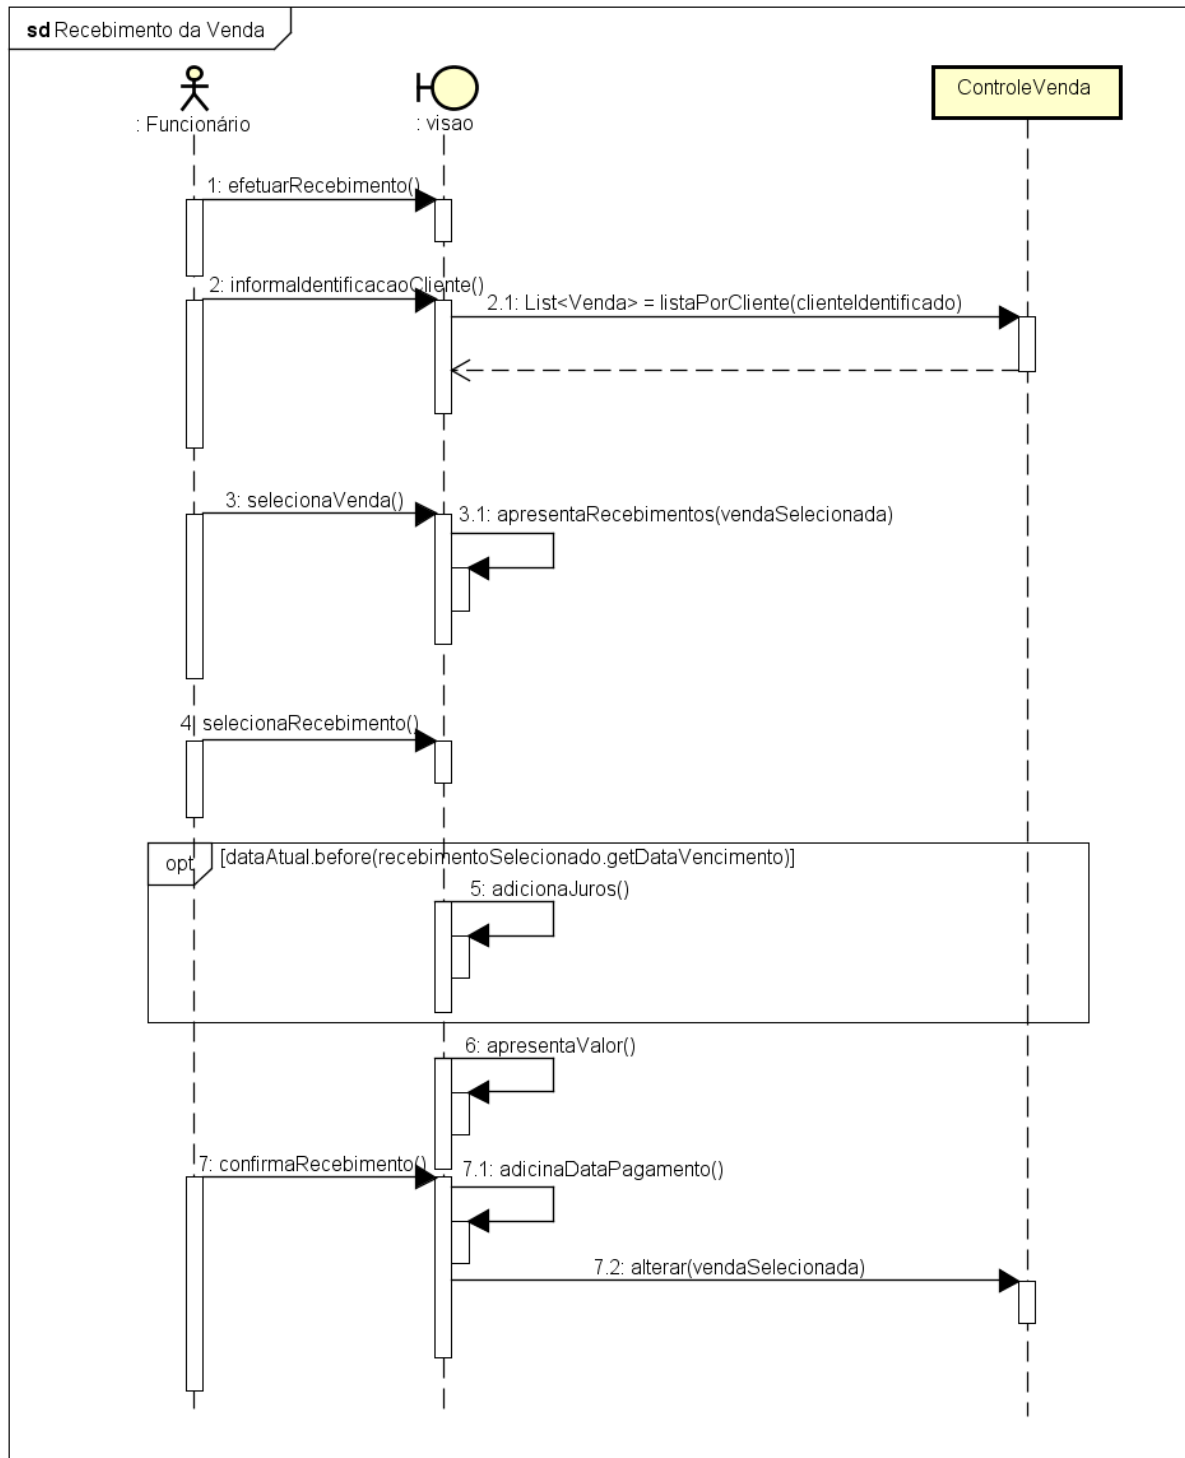 sd Recebimento da Venda
: Funcionário
: visao
ControleVenda
1: efetuarRecebimento()
2: informaIdentificacaoCliente()
2.1: List<Venda> = listaPorCliente(clienteIdentificado)
3: selecionaVenda()
3.1: apresentaRecebimentos(vendaSelecionada)
4: selecionaRecebimento()
opt
[dataAtual.before(recebimentoSelecionado.getDataVencimento)]
5: adicionaJuros()
6: apresentaValor()
7: confirmaRecebimento()
7.1: adicinaDataPagamento()
7.2: alterar(vendaSelecionada)